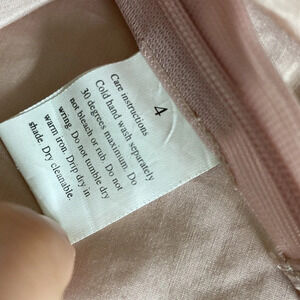 4
Care instructions
Cold hand wash separately
30 degrees maximum. Do
not bleach or rub. Do not
wring. Do not tumble dry
warm iron. Drip dry in
shade. Dry cleanable.